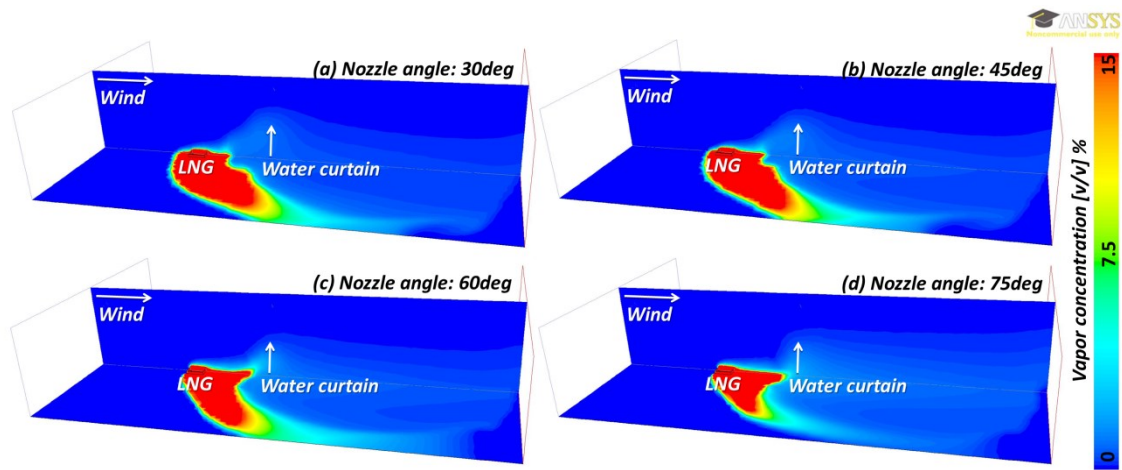 ANSYS
Noncommercial use only
(a) Nozzle angle: 30deg
Wind
LNG
Water curtain
(b) Nozzle angle: 45deg
Wind
LNG
Water curtain
(c) Nozzle angle: 60deg
Wind
LNG
Water curtain
(d) Nozzle angle: 75deg
Wind
LNG
Water curtain
Vapor concentration [v/v] %
15
7.5
0